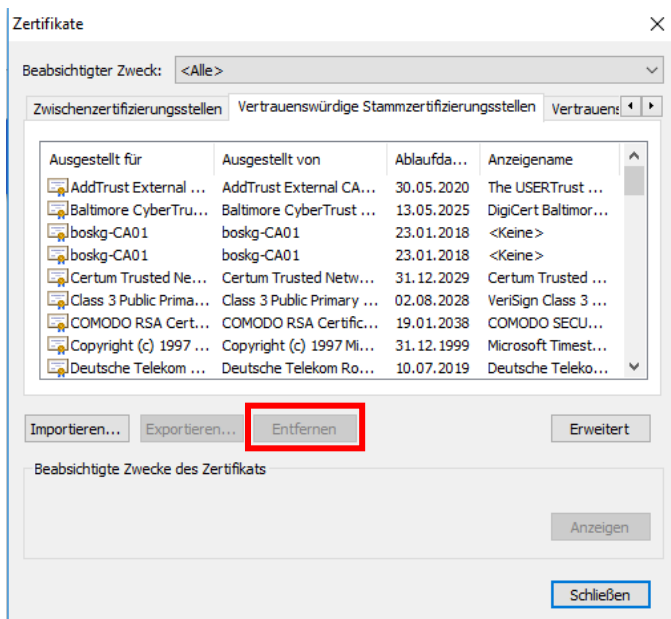 Zertifikate
Beabsichtigter Zweck: <Alle>
Zwischenzertifizierungsstellen Vertrauenswürdige Stammzertifizierungsstellen Vertrauens
Ausgestellt für Ausgestellt von Ablaufda... Anzeigename
AddTrust External ... AddTrust External CA... 30.05.2020 The USERTrust ...
Baltimore CyberTru... Baltimore CyberTrust ... 13.05.2025 DigiCert Baltimor...
boskg-CA01 boskg-CA01 23.01.2018 <Keine>
boskg-CA01 boskg-CA01 23.01.2018 <Keine>
Certum Trusted Ne... Certum Trusted Netw... 31.12.2029 Certum Trusted ...
Class 3 Public Prima... Class 3 Public Primary ... 02.08.2028 VeriSign Class 3 ...
COMODO RSA Cert... COMODO RSA Certific... 19.01.2038 COMODO SECU...
Copyright (c) 1997 ... Copyright (c) 1997 Mi... 31.12.1999 Microsoft Timest...
Deutsche Telekom ... Deutsche Telekom Ro... 10.07.2019 Deutsche Teleko...
Importieren... Exportieren... Entfernen Erweitert
Beabsichtigte Zwecke des Zertifikats
Anzeigen
Schließen